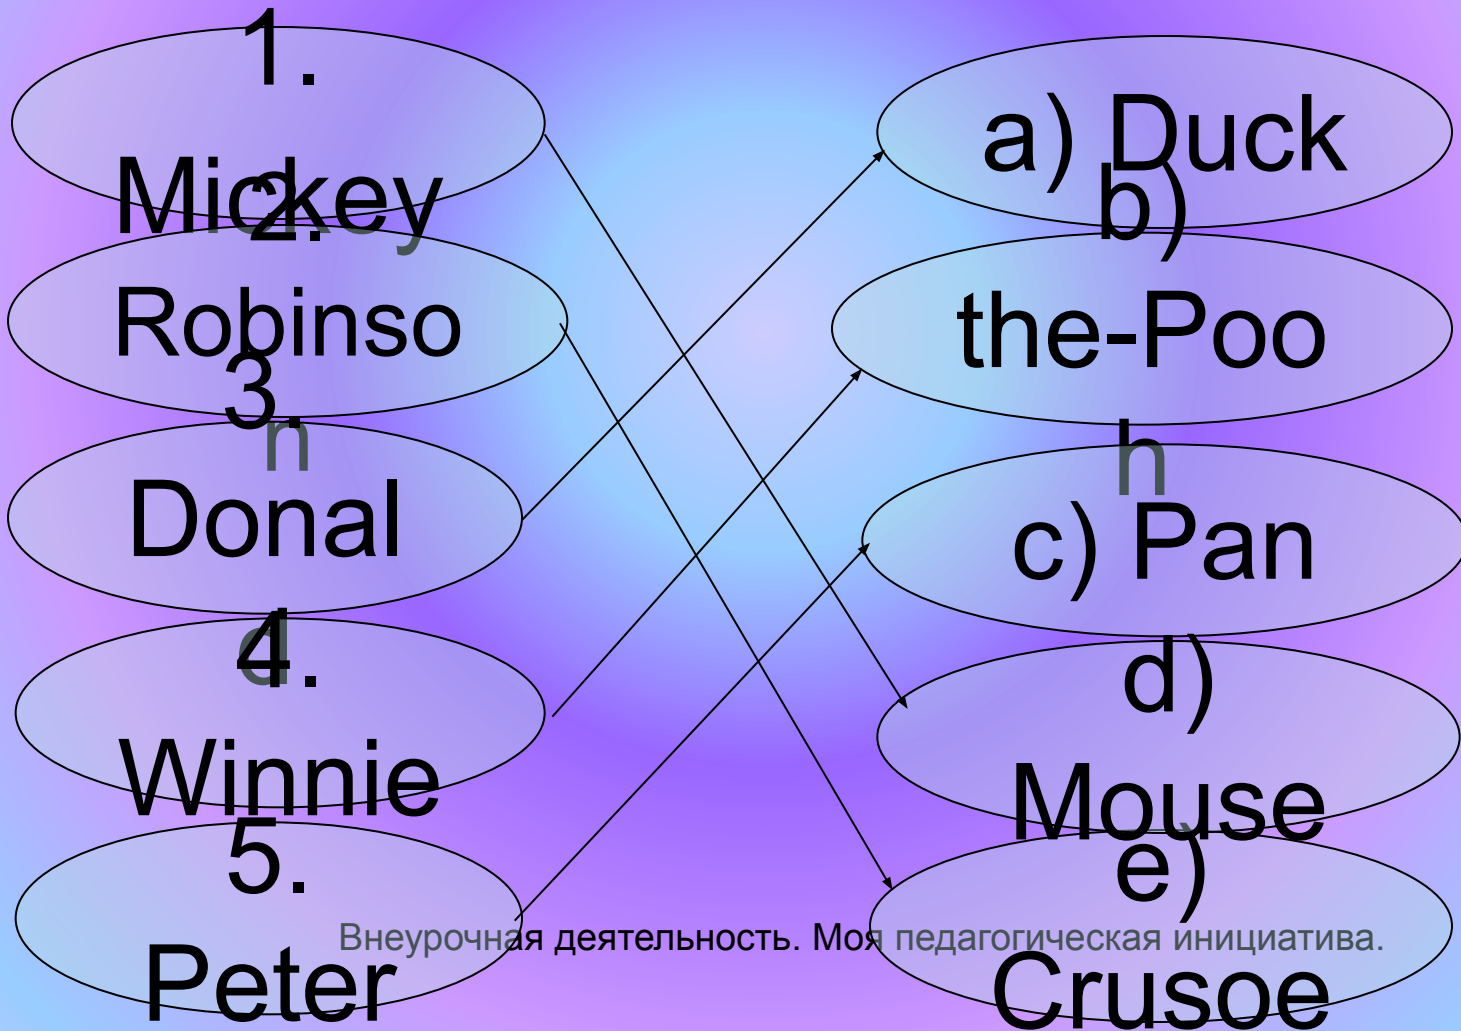 1.
Mickey
2.
Robinso
n
3.
Donal
d
4.
Winnie
5.
Peter
a) Duck
b)
the-Poo
h
c) Pan
d)
Mouse
e)
Crusoe
Внеурочная деятельность. Моя педагогическая инициатива.